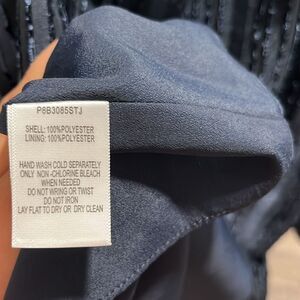 P8B3085STJ
SHELL: 100%POLYESTER
LINING: 100%POLYESTER
HAND WASH COLD SEPARATELY
ONLY NON -CHLORINE BLEACH
WHEN NEEDED
DO NOT WRING OR TWIST
DO NOT IRON
LAY FLAT TO DRY OR DRY CLEAN